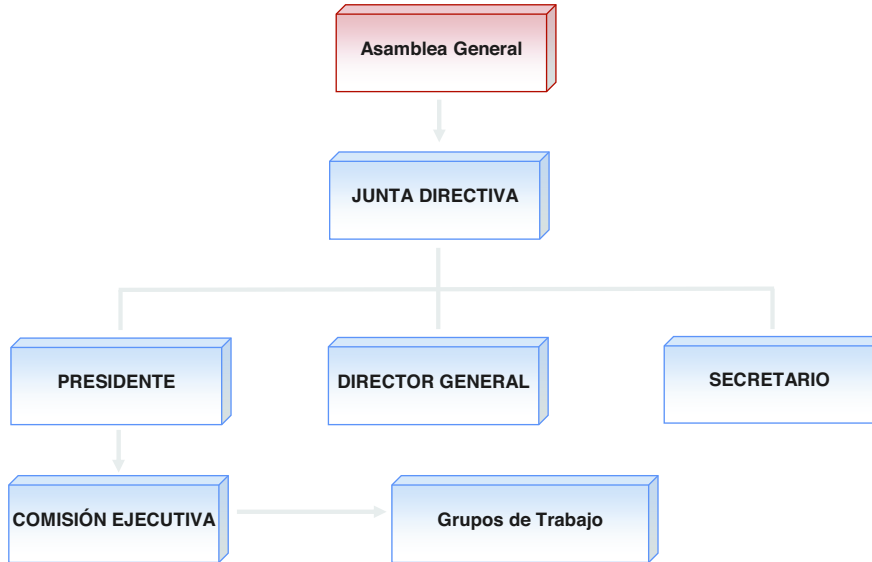 Asamblea General
JUNTA DIRECTIVA
PRESIDENTE
DIRECTOR GENERAL
SECRETARIO
COMISIÓN EJECUTIVA
Grupos de Trabajo